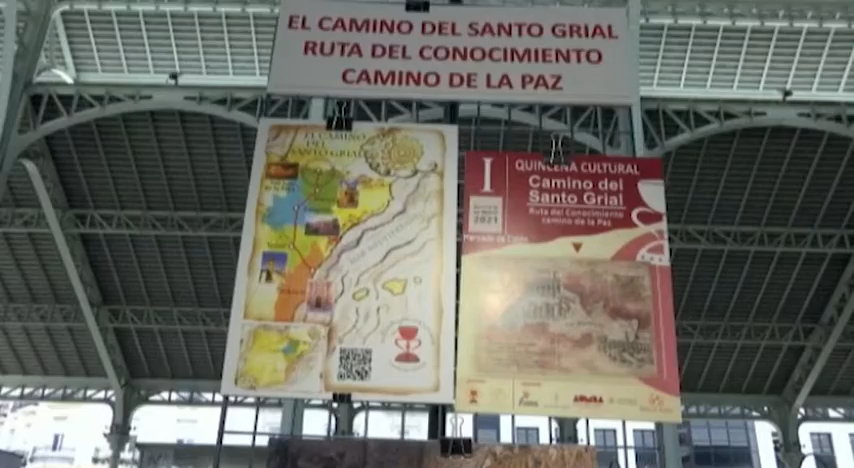 EL CAMINO DEL SANTO GRIAL
RUTA DEL CONOCIMIENTO
CAMINO DE LA PAZ
EL CAMINO
DEL
SANTO GRIAL
I
QUINCENA CULTURAL
Camino del
Santo Grial
Ruta del Conocimiento
camino de la Paz
2021
Mercado de Colón